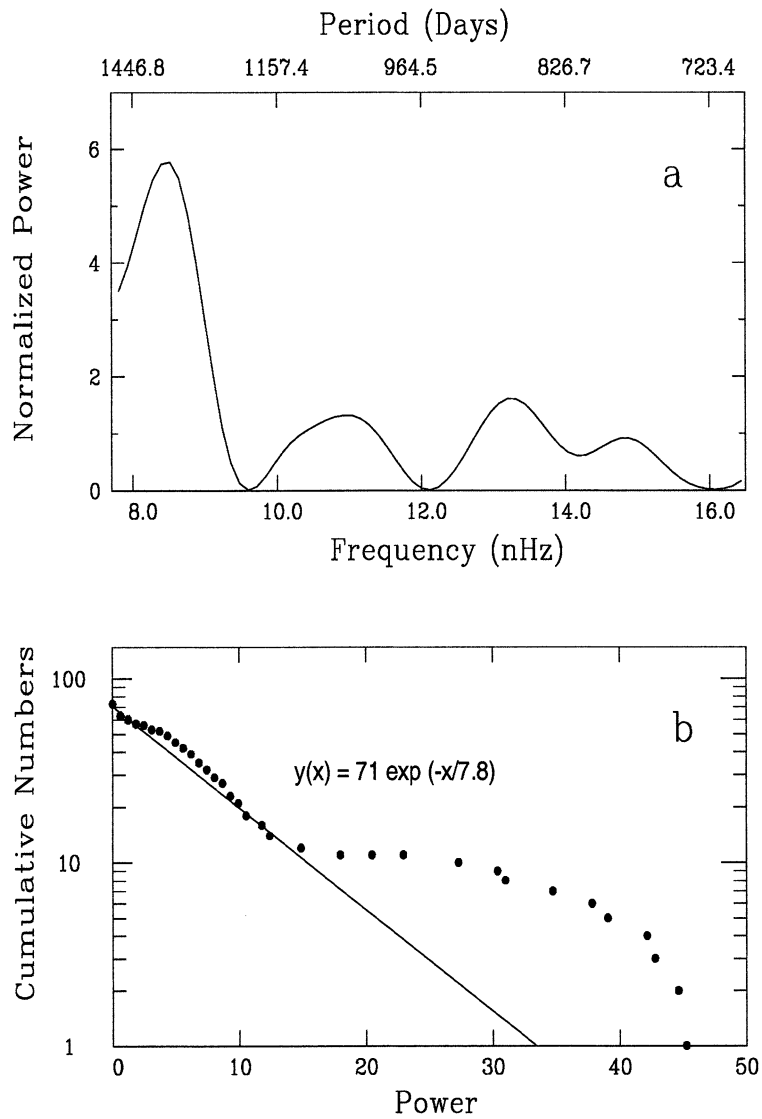 Period (Days)
1446.8 1157.4 964.5 826.7 723.4
6
4
2
0
Normalized Power
a
8.0 10.0 12.0 14.0 16.0
Frequency (nHz)
100
10
1
Cumulative Numbers
b
y(x) = 71 exp (-x/7.8)
0 10 20 30 40 50
Power